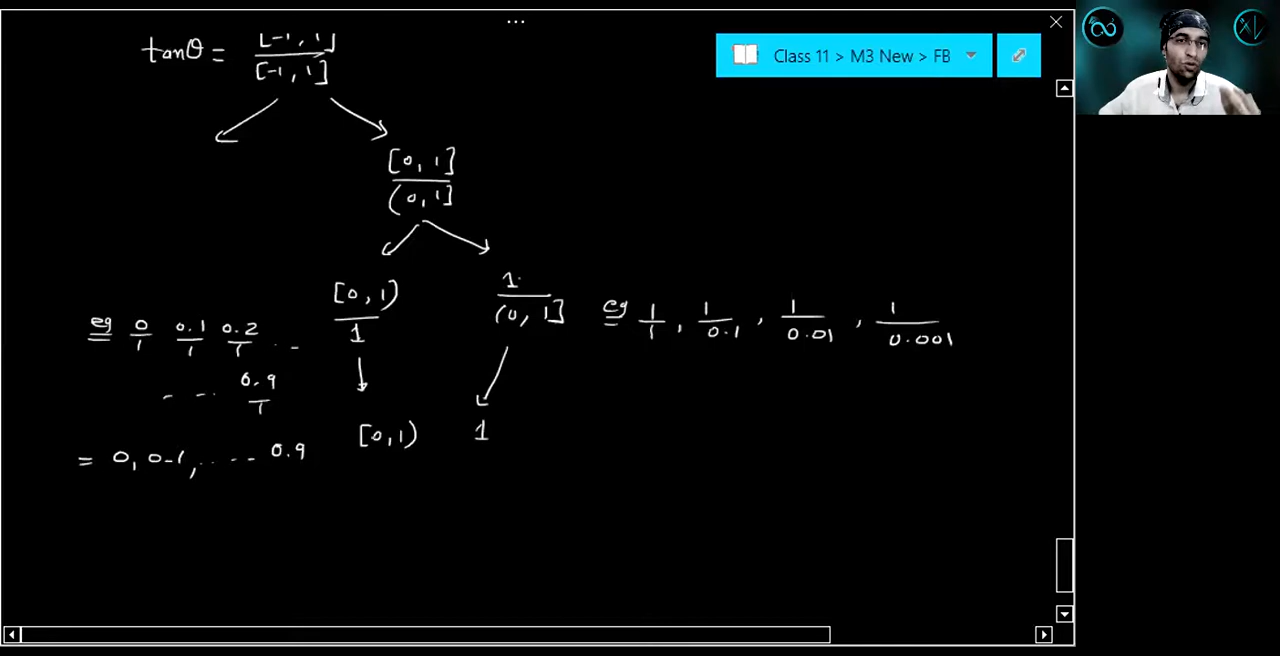 Class 11 > M3 New > FB
tanθ = [-1, 1] / [-1, 1]
[0, 1] / (0, 1]
[0, 1) / 1
1 / (0, 1]
eg 0/1 0.1/1 0.2/1 ...
.... 0.9/1
eg 1/1, 1/0.1, 1/0.01, 1/0.001
= 0, 0.1, ..... 0.9
[0, 1)
1